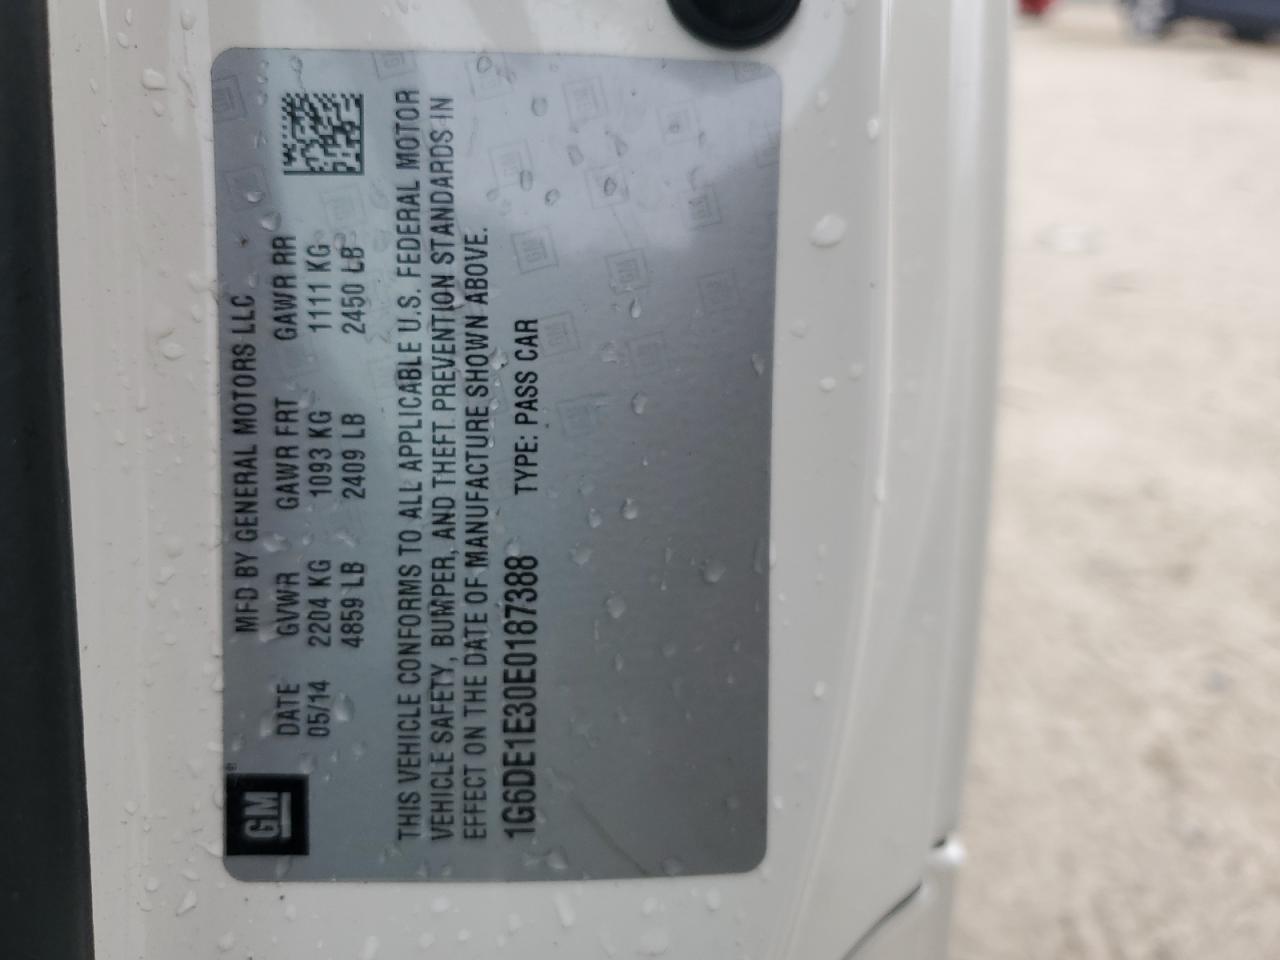 GM
MFD BY GENERAL MOTORS LLC
DATE GVWR GAWR FRT GAWR RR
05/14 2204 KG 1093 KG 1111 KG
4859 LB 2409 LB 2450 LB
THIS VEHICLE CONFORMS TO ALL APPLICABLE U.S. FEDERAL MOTOR
VEHICLE SAFETY, BUMPER, AND THEFT PREVENTION STANDARDS IN
EFFECT ON THE DATE OF MANUFACTURE SHOWN ABOVE.
1G6DE1E30E0187388 TYPE: PASS CAR